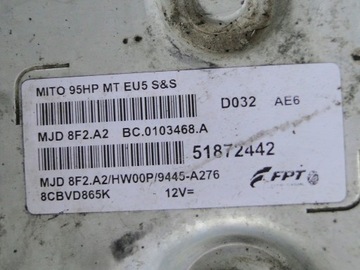 MITO 95HP MT EU5 S&S
D032 AE6
MJD 8F2.A2 BC.0103468.A
51872442
MJD 8F2.A2/HW00P/9445-A276
FPT
8CBVD865K 12V=